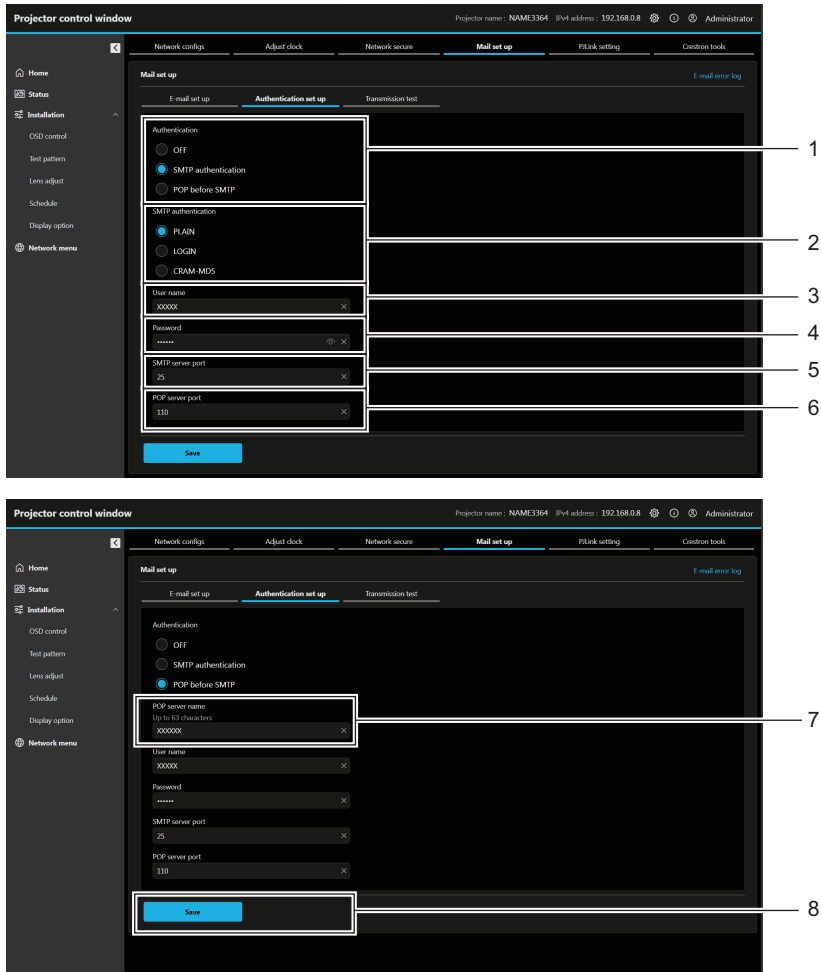 Projector control window
Projector name : NAME3364 IPv4 address : 192.168.0.8 Administrator
Network configs Adjust clock Network secure Mail set up PJLink setting Crestron tools
Home
Status
Installation
OSD control
Test pattern
Lens adjust
Schedule
Display option
Network menu
Mail set up E-mail error log
E-mail set up Authentication set up Transmission test
Authentication
OFF
SMTP authentication
POP before SMTP
1
SMTP authentication
PLAIN
LOGIN
CRAM-MD5
2
User name
XXXXX
3
Password
••••••
4
SMTP server port
25
5
POP server port
110
6
Save
Projector control window
Projector name : NAME3364 IPv4 address : 192.168.0.8 Administrator
Network configs Adjust clock Network secure Mail set up PJLink setting Crestron tools
Home
Status
Installation
OSD control
Test pattern
Lens adjust
Schedule
Display option
Network menu
Mail set up E-mail error log
E-mail set up Authentication set up Transmission test
Authentication
OFF
SMTP authentication
POP before SMTP
POP server name
Up to 63 characters
XXXXXX
7
User name
XXXXX
Password
••••••
SMTP server port
25
POP server port
110
Save
8